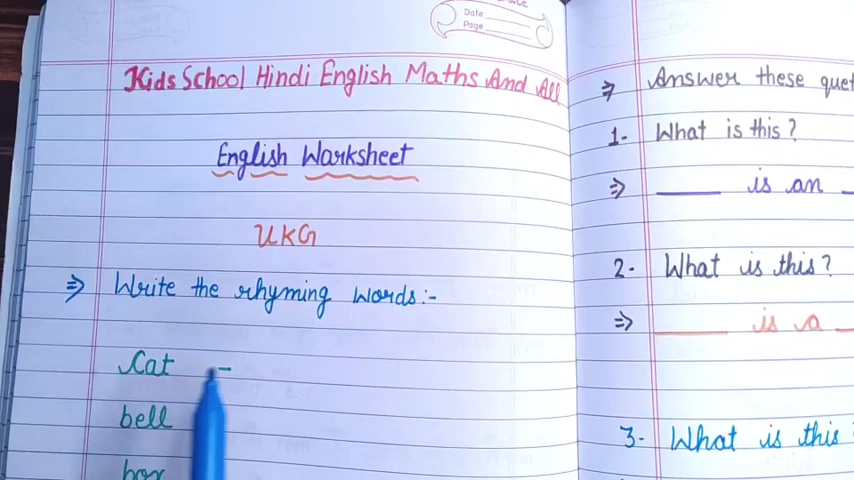 Date
Page
Kids School Hindi English Maths And All
English Worksheet
UKG
⇒ Write the rhyming words:-
Cat -
bell
box
⇒ Answer these
1- What is this?
⇒ ____ is an
2- What is this?
⇒ ____ is a
3- What is this